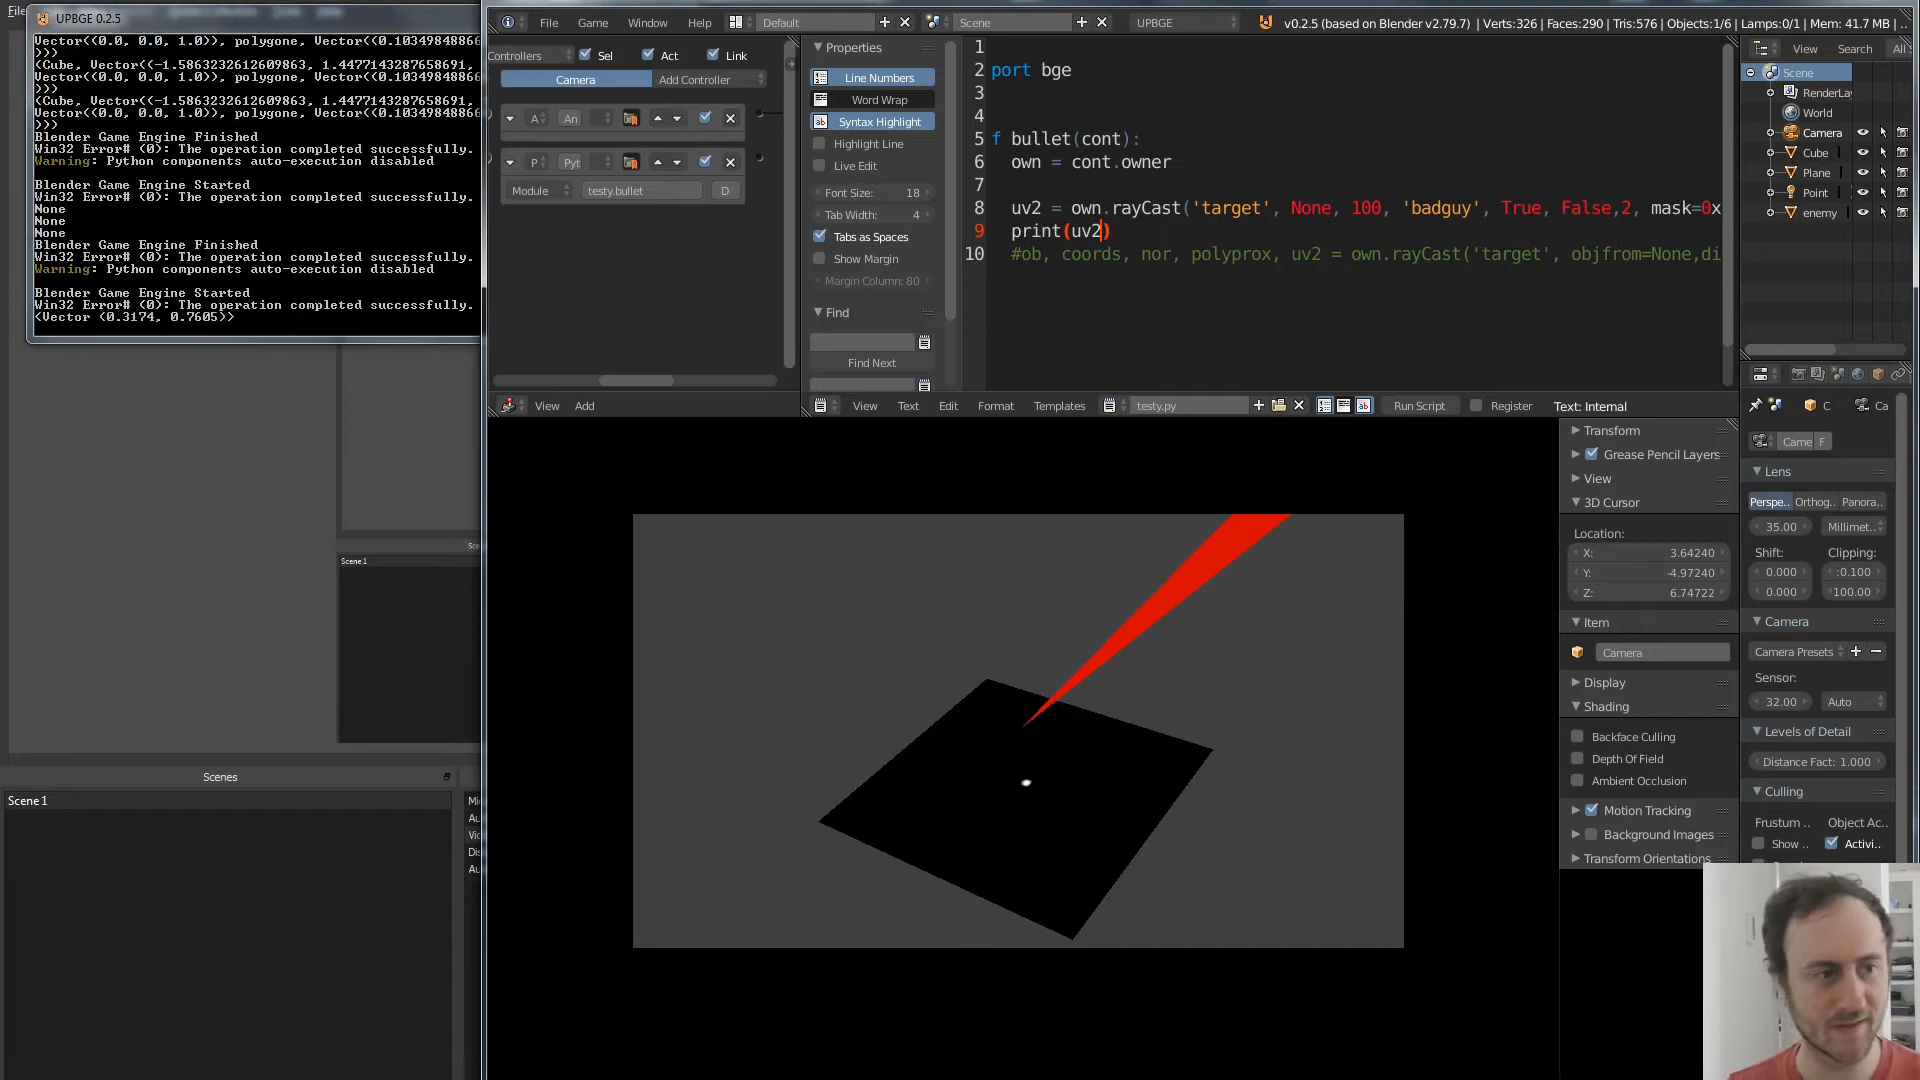 UPBGE 0.2.5
Vector((0.0, 0.0, 1.0)), polygone, Vector((0.10349848866
)))
(Cube, Vector((-1.5863232612609863, 1.4477143287658691,
Vector((0.0, 0.0, 1.0)), polygone, Vector((0.10349848866
)))
(Cube, Vector((-1.5863232612609863, 1.4477143287658691,
Vector((0.0, 0.0, 1.0)), polygone, Vector((0.10349848866
)))
Blender Game Engine Finished
Win32 Error# (0): The operation completed successfully.
Warning: Python components auto-execution disabled
Blender Game Engine Started
Win32 Error# (0): The operation completed successfully.
None
None
None
Blender Game Engine Finished
Win32 Error# (0): The operation completed successfully.
Warning: Python components auto-execution disabled
Blender Game Engine Started
Win32 Error# (0): The operation completed successfully.
<Vector (0.3174, 0.7605)>
Scene 1
Scenes
Scene 1
File Game Window Help Default Scene UPBGE v0.2.5 (based on Blender v2.79.7) | Verts:326 | Faces:290 | Tris:576 | Objects:1/6 | Lamps:0/1 | Mem: 41.7 MB |
Controllers Sel Act Link
Camera Add Controller
A An
P Pyt
Module testy.bullet D
View Add
Properties
Line Numbers
Word Wrap
Syntax Highlight
Highlight Line
Live Edit
Font Size: 18
Tab Width: 4
Tabs as Spaces
Show Margin
Margin Column: 80
Find
Find Next
1
2 port bge
3
4
5 f bullet(cont):
6 own = cont.owner
7
8 uv2 = own.rayCast('target', None, 100, 'badguy', True, False,2, mask=0x
9 print(uv2)
10 #ob, coords, nor, polyprox, uv2 = own.rayCast('target', objfrom=None,di
View Text Edit Format Templates testy.py Run Script Register Text: Internal
View Search All
Scene
RenderLay
World
Camera
Cube
Plane
Point
enemy
Transform
Grease Pencil Layers
View
3D Cursor
Location:
X: 3.64240
Y: -4.97240
Z: 6.74722
Item
Camera
Display
Shading
Backface Culling
Depth Of Field
Ambient Occlusion
Motion Tracking
Background Images
Transform Orientations
C Ca
Came F
Lens
Perspe.. Orthog.. Panora..
35.00 Millimet..
Shift: Clipping:
0.000 :0.100
0.000 100.00
Camera
Camera Presets
Sensor:
32.00 Auto
Levels of Detail
Distance Fact: 1.000
Culling
Frustum .. Object Ac..
Show .. Activi..